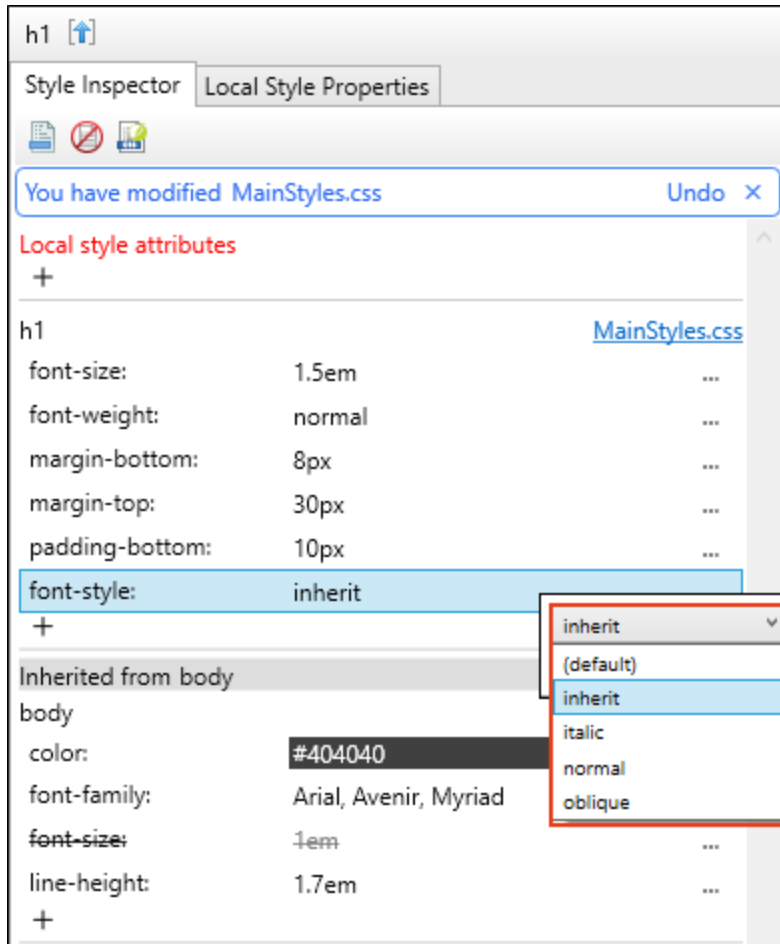 h1
Style Inspector Local Style Properties
You have modified MainStyles.css Undo ×
Local style attributes
+
h1 MainStyles.css
font-size: 1.5em ...
font-weight: normal ...
margin-bottom: 8px ...
margin-top: 30px ...
padding-bottom: 10px ...
font-style: inherit
+
inherit
(default)
inherit
italic
normal
oblique
Inherited from body
body
color: #404040
font-family: Arial, Avenir, Myriad
font-size: 1em ...
line-height: 1.7em ...
+